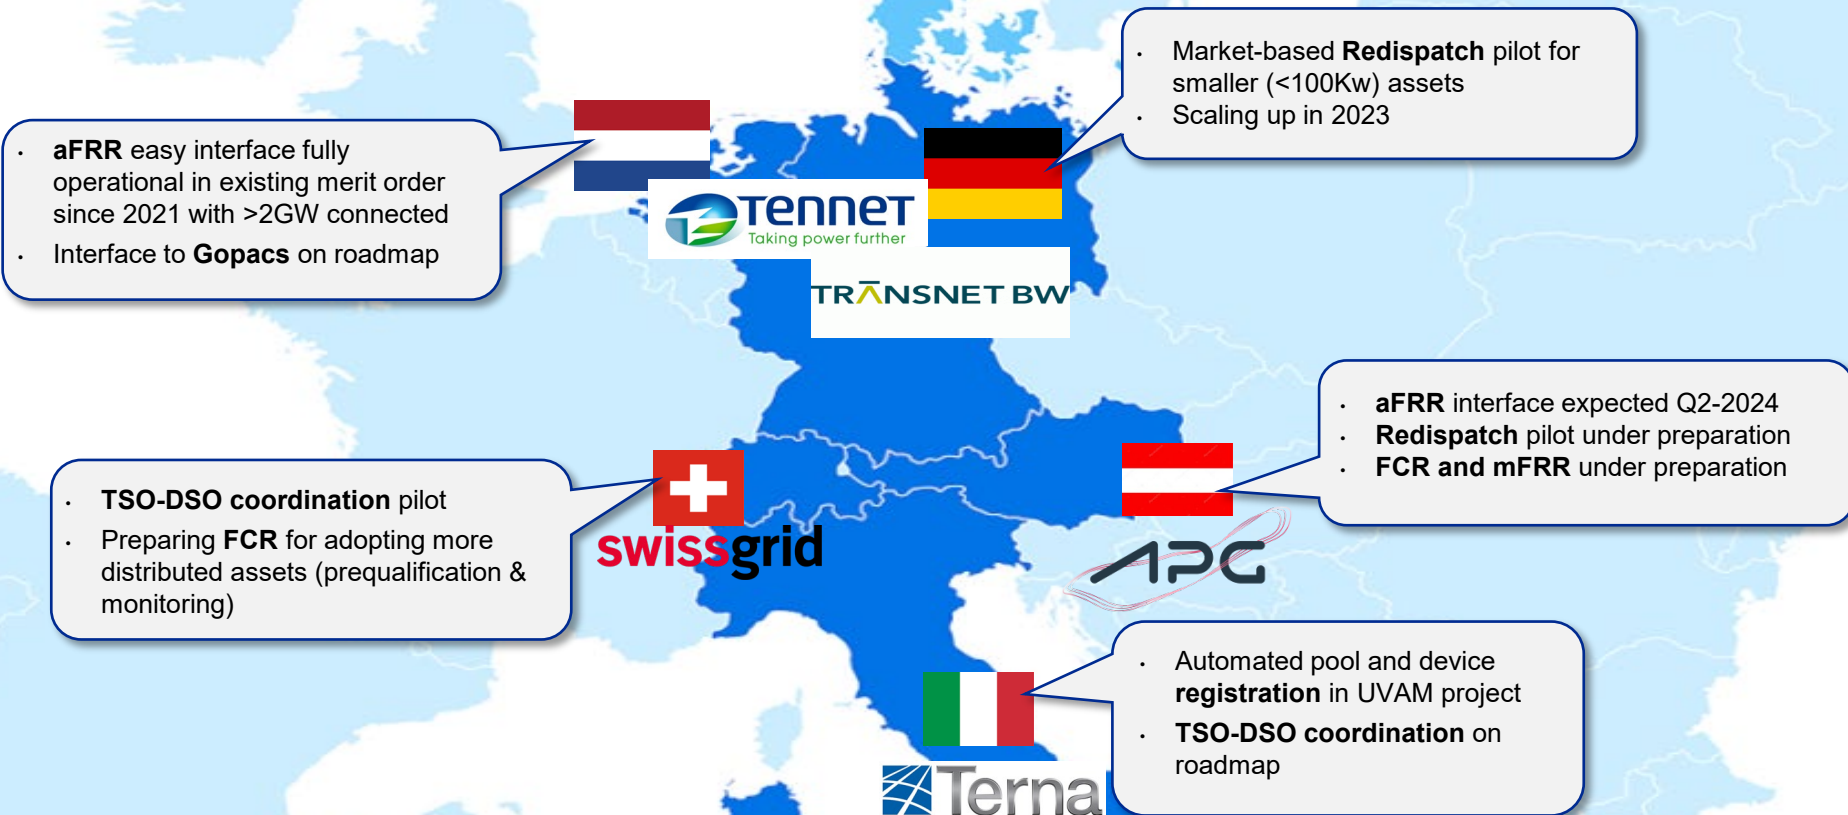 · Market-based Redispatch pilot for
smaller (<100Kw) assets
· Scaling up in 2023
· aFRR easy interface fully
operational in existing merit order
since 2021 with >2GW connected
· Interface to Gopacs on roadmap
TenneT
Taking power further
TRANSNET BW
· aFRR interface expected Q2-2024
· Redispatch pilot under preparation
· FCR and mFRR under preparation
· TSO-DSO coordination pilot
· Preparing FCR for adopting more
distributed assets (prequalification &
monitoring)
swissgrid
APG
· Automated pool and device
registration in UVAM project
· TSO-DSO coordination on
roadmap
Terna